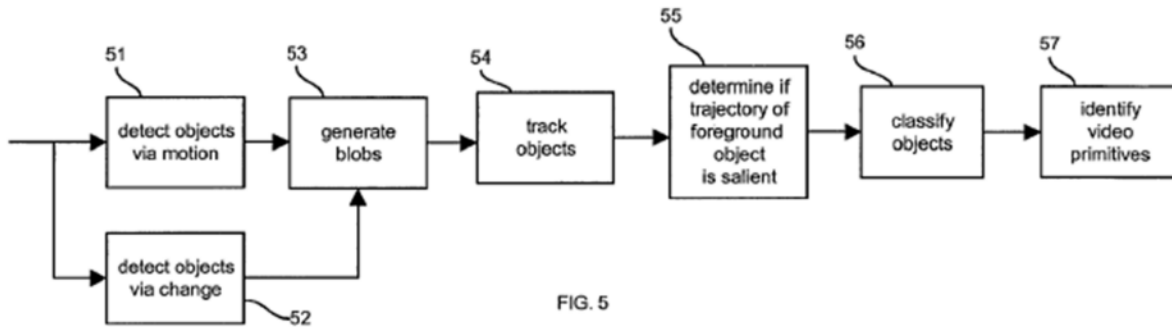 51
detect objects
via motion
53
generate
blobs
54
track
objects
55
determine if
trajectory of
foreground
object
is salient
56
classify
objects
57
identify
video
primitives
detect objects
via change
52
FIG. 5